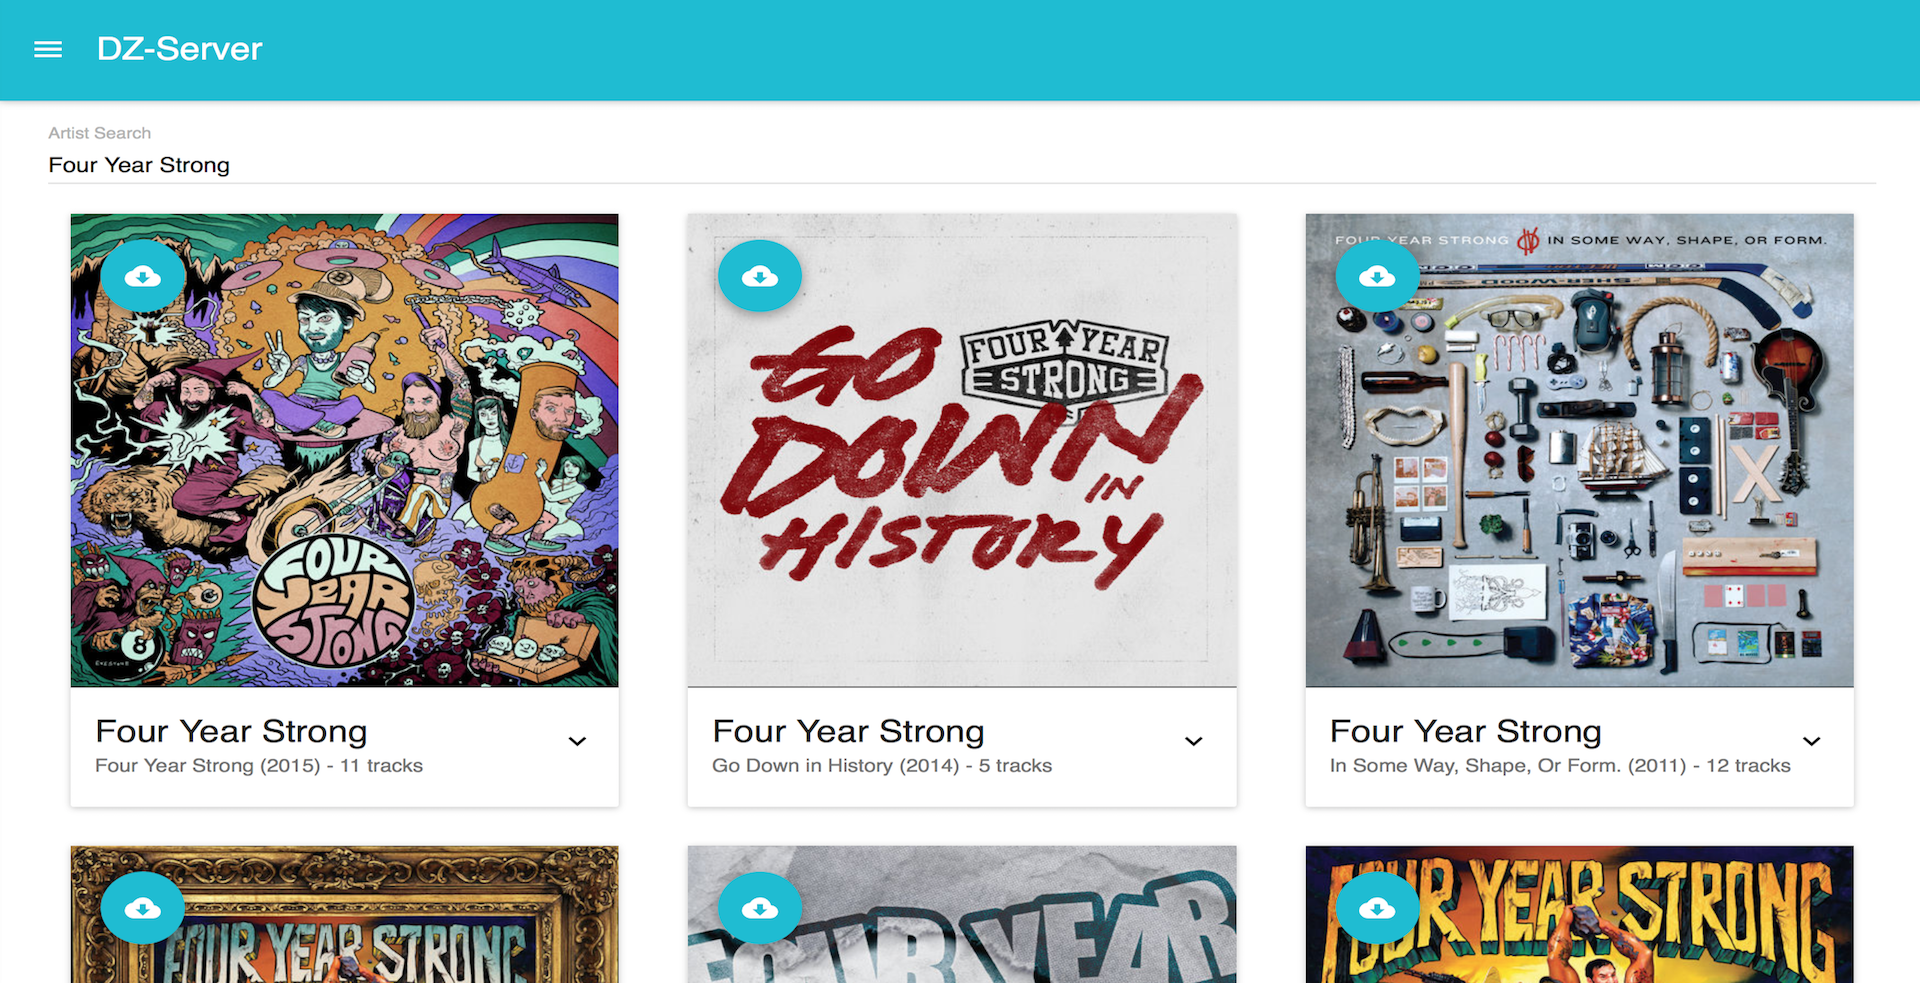 DZ-Server
Artist Search
Four Year Strong
FOUR
YEAR
STRONG
8
GO
FOUR YEAR
STRONG
DOWN
IN
HISTORY
FOUR YEAR STRONG IN SOME WAY, SHAPE, OR FORM.
SHER-WOOD
X
Four Year Strong
Four Year Strong (2015) - 11 tracks
Four Year Strong
Go Down in History (2014) - 5 tracks
Four Year Strong
In Some Way, Shape, Or Form. (2011) - 12 tracks
FOUR YEAR STRONG
FOUR YEAR
FOUR YEAR STRONG